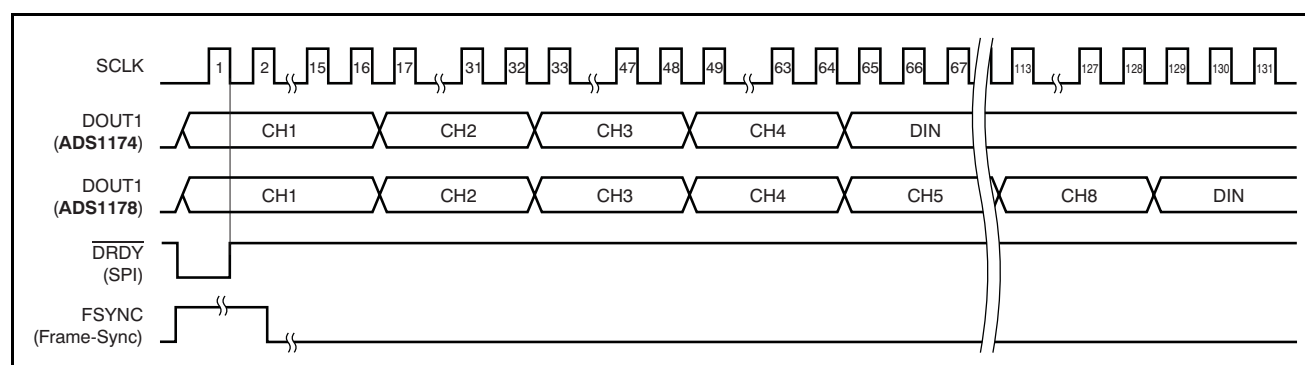 SCLK 1 2 15 16 17 31 32 33 47 48 49 63 64 65 66 67 113 127 128 129 130 131
DOUT1
(ADS1174)
CH1 CH2 CH3 CH4 DIN
DOUT1
(ADS1178)
CH1 CH2 CH3 CH4 CH5 CH8 DIN
DRDY
(SPI)
FSYNC
(Frame-Sync)